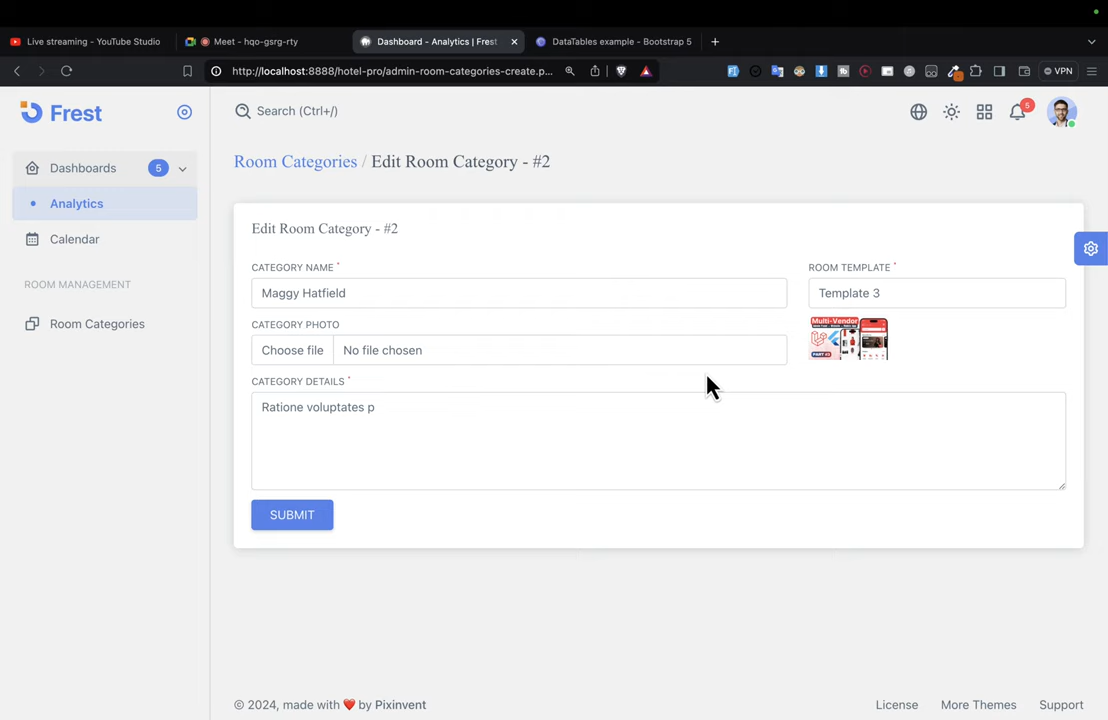 Live streaming - YouTube Studio
Meet - hqo-gsrg-rty
Dashboard - Analytics | Frest
DataTables example - Bootstrap 5
http://localhost:8888/hotel-pro/admin-room-categories-create.p...
VPN
Frest
Search (Ctrl+/)
5
Dashboards
5
Analytics
Calendar
ROOM MANAGEMENT
Room Categories
Room Categories / Edit Room Category - #2
Edit Room Category - #2
CATEGORY NAME *
ROOM TEMPLATE *
Maggy Hatfield
Template 3
CATEGORY PHOTO
Choose file
No file chosen
Multi-Vendor
CATEGORY DETAILS *
Ratione voluptates p
SUBMIT
© 2024, made with ❤️ by Pixinvent
License
More Themes
Support